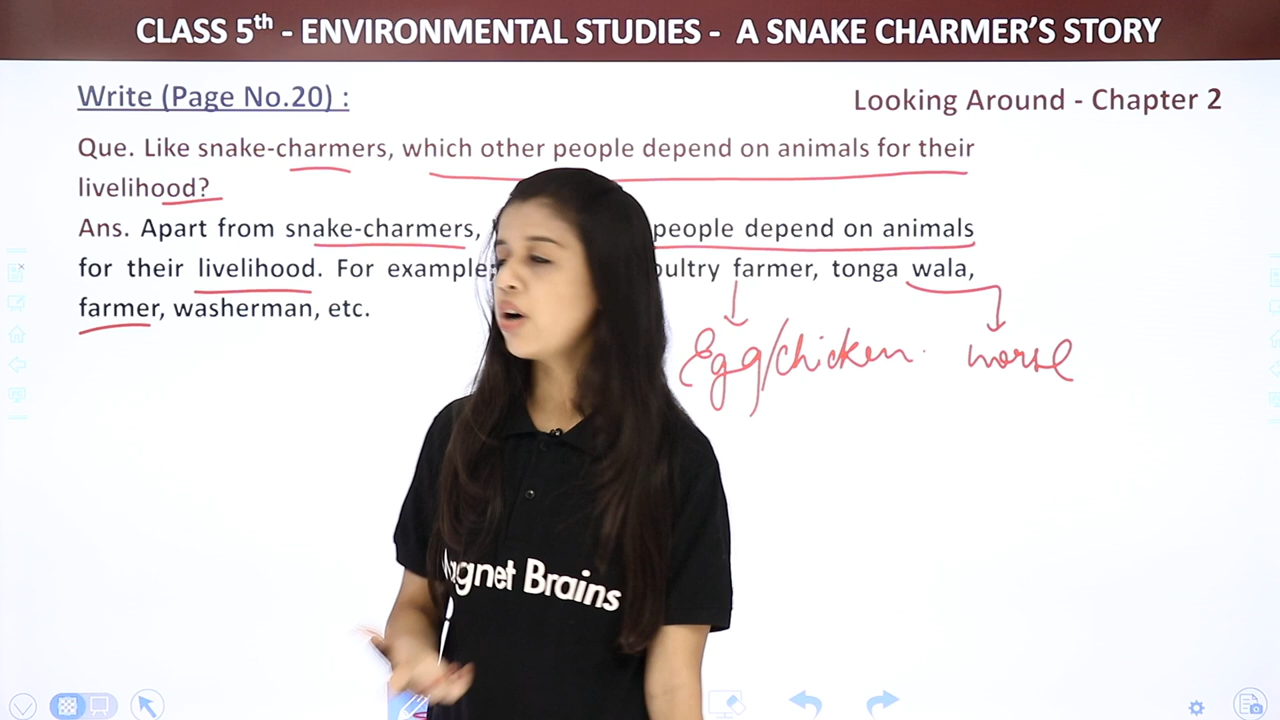 CLASS 5th - ENVIRONMENTAL STUDIES - A SNAKE CHARMER'S STORY
Write (Page No.20) :
Looking Around - Chapter 2
Que. Like snake-charmers, which other people depend on animals for their
livelihood?
Ans. Apart from snake-charmers, people depend on animals
for their livelihood. For example farmer, tonga wala,
farmer, washerman, etc.
Egg/chicken. horse
agnet Brains